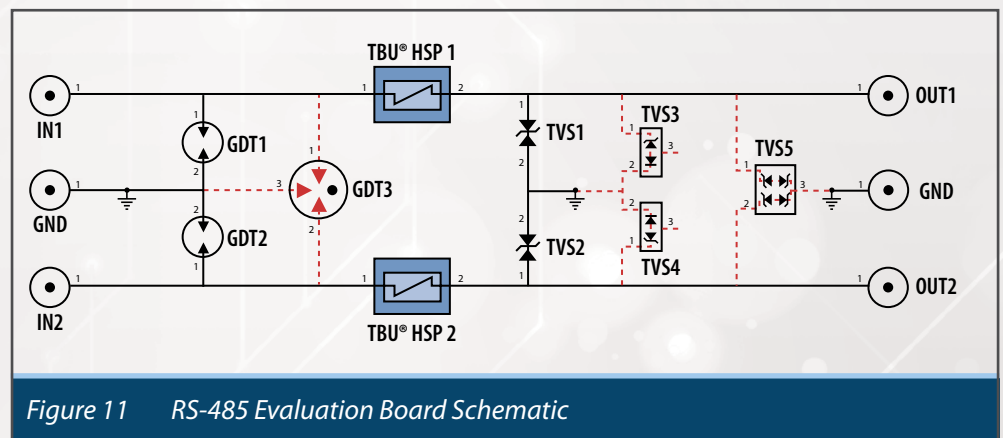 TBU® HSP 1
1
1
2
1
IN1
OUT1
1
GDT1
2
1
TVS1
2
1
TVS3
3
2
TVS5
1
3
2
1
GND
3
GDT3
1
GND
2
2
GDT2
1
2
TVS2
1
2
3
1
TVS4
1
IN2
1
2
1
OUT2
TBU® HSP 2
Figure 11 RS-485 Evaluation Board Schematic